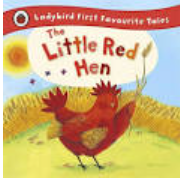 Ladybird First Favourite Tales
The
Little Red
Hen